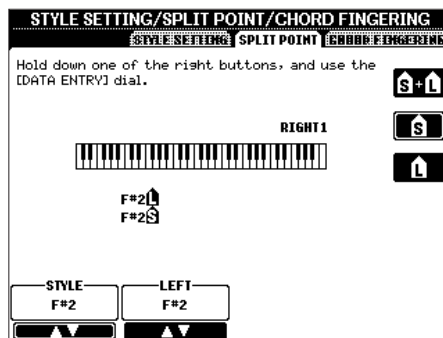 STYLE SETTING/SPLIT POINT/CHORD FINGERING
STYLE SETTING SPLIT POINT CHORD FINGERING
Hold down one of the right buttons, and use the
[DATA ENTRY] dial.
S+L
RIGHT1
S
L
F#2 L
F#2 S
STYLE LEFT
F#2 F#2